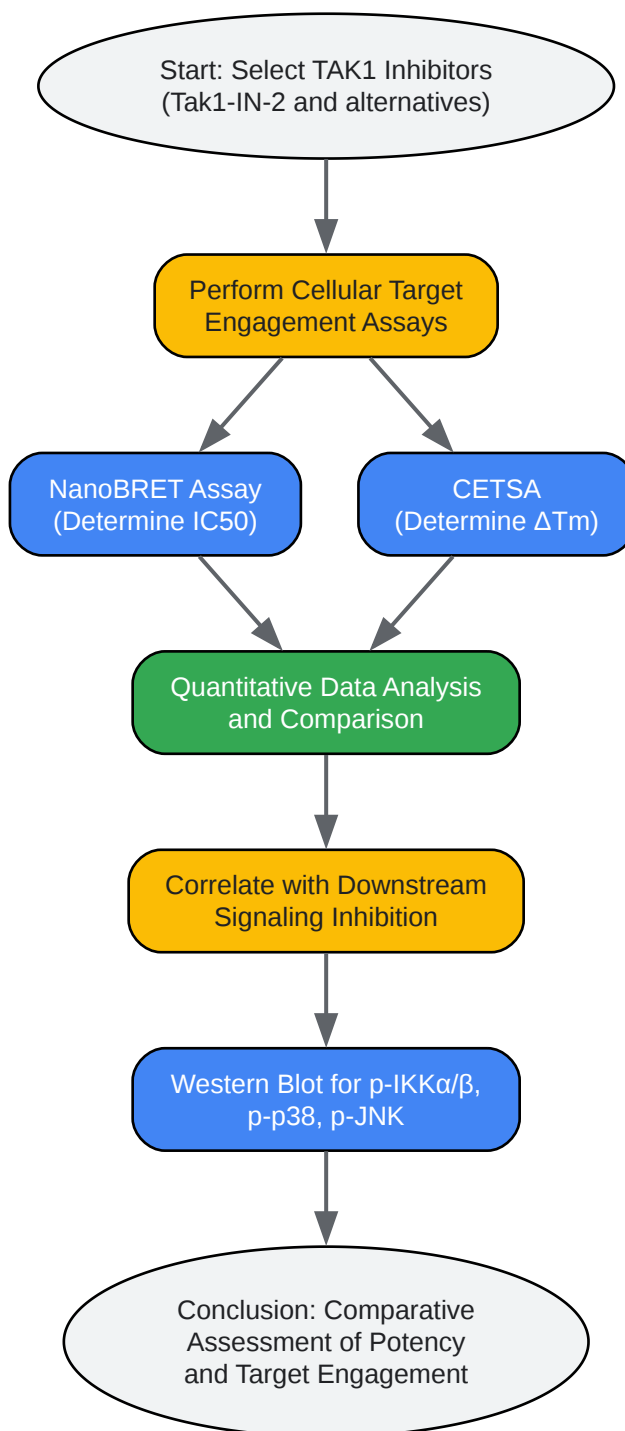 Start: Select TAK1 Inhibitors
(Tak1-IN-2 and alternatives)
Perform Cellular Target
Engagement Assays
NanoBRET Assay
(Determine IC50)
CETSA
(Determine ΔTm)
Quantitative Data Analysis
and Comparison
Correlate with Downstream
Signaling Inhibition
Western Blot for p-IKKα/β,
p-p38, p-JNK
Conclusion: Comparative
Assessment of Potency
and Target Engagement